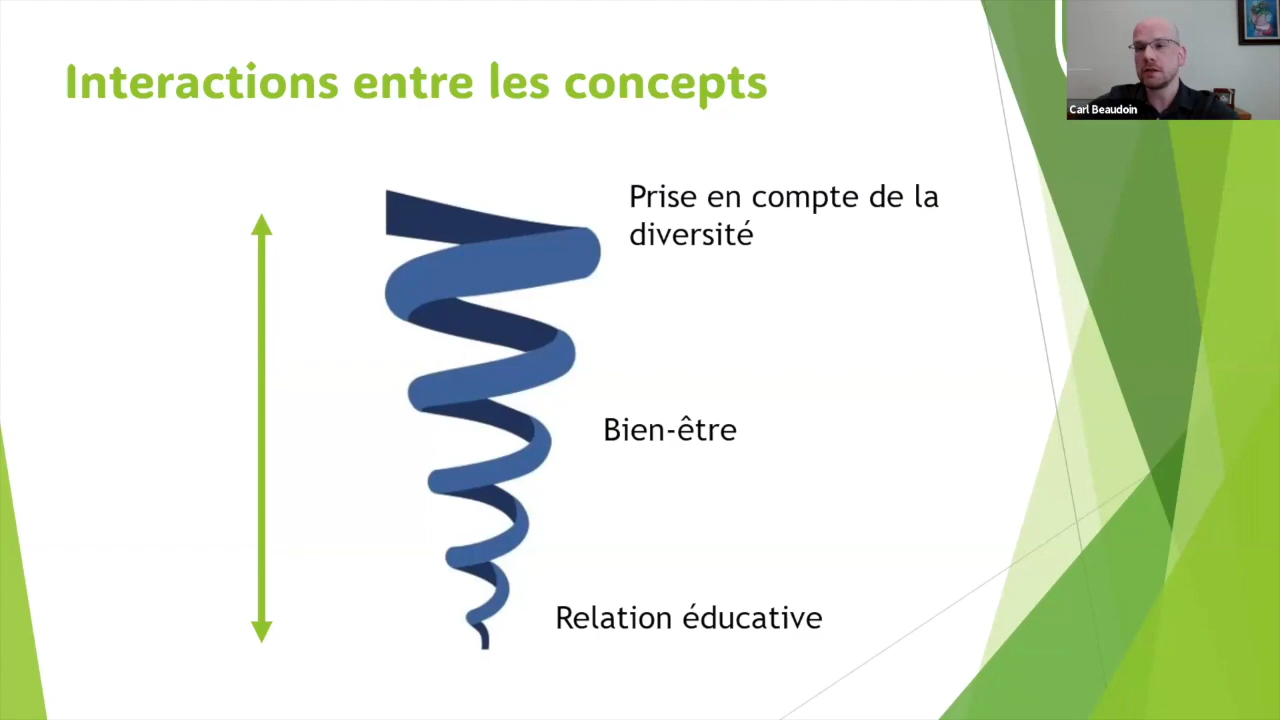 Interactions entre les concepts
Carl Beaudoin
Prise en compte de la
diversité
Bien-être
Relation éducative